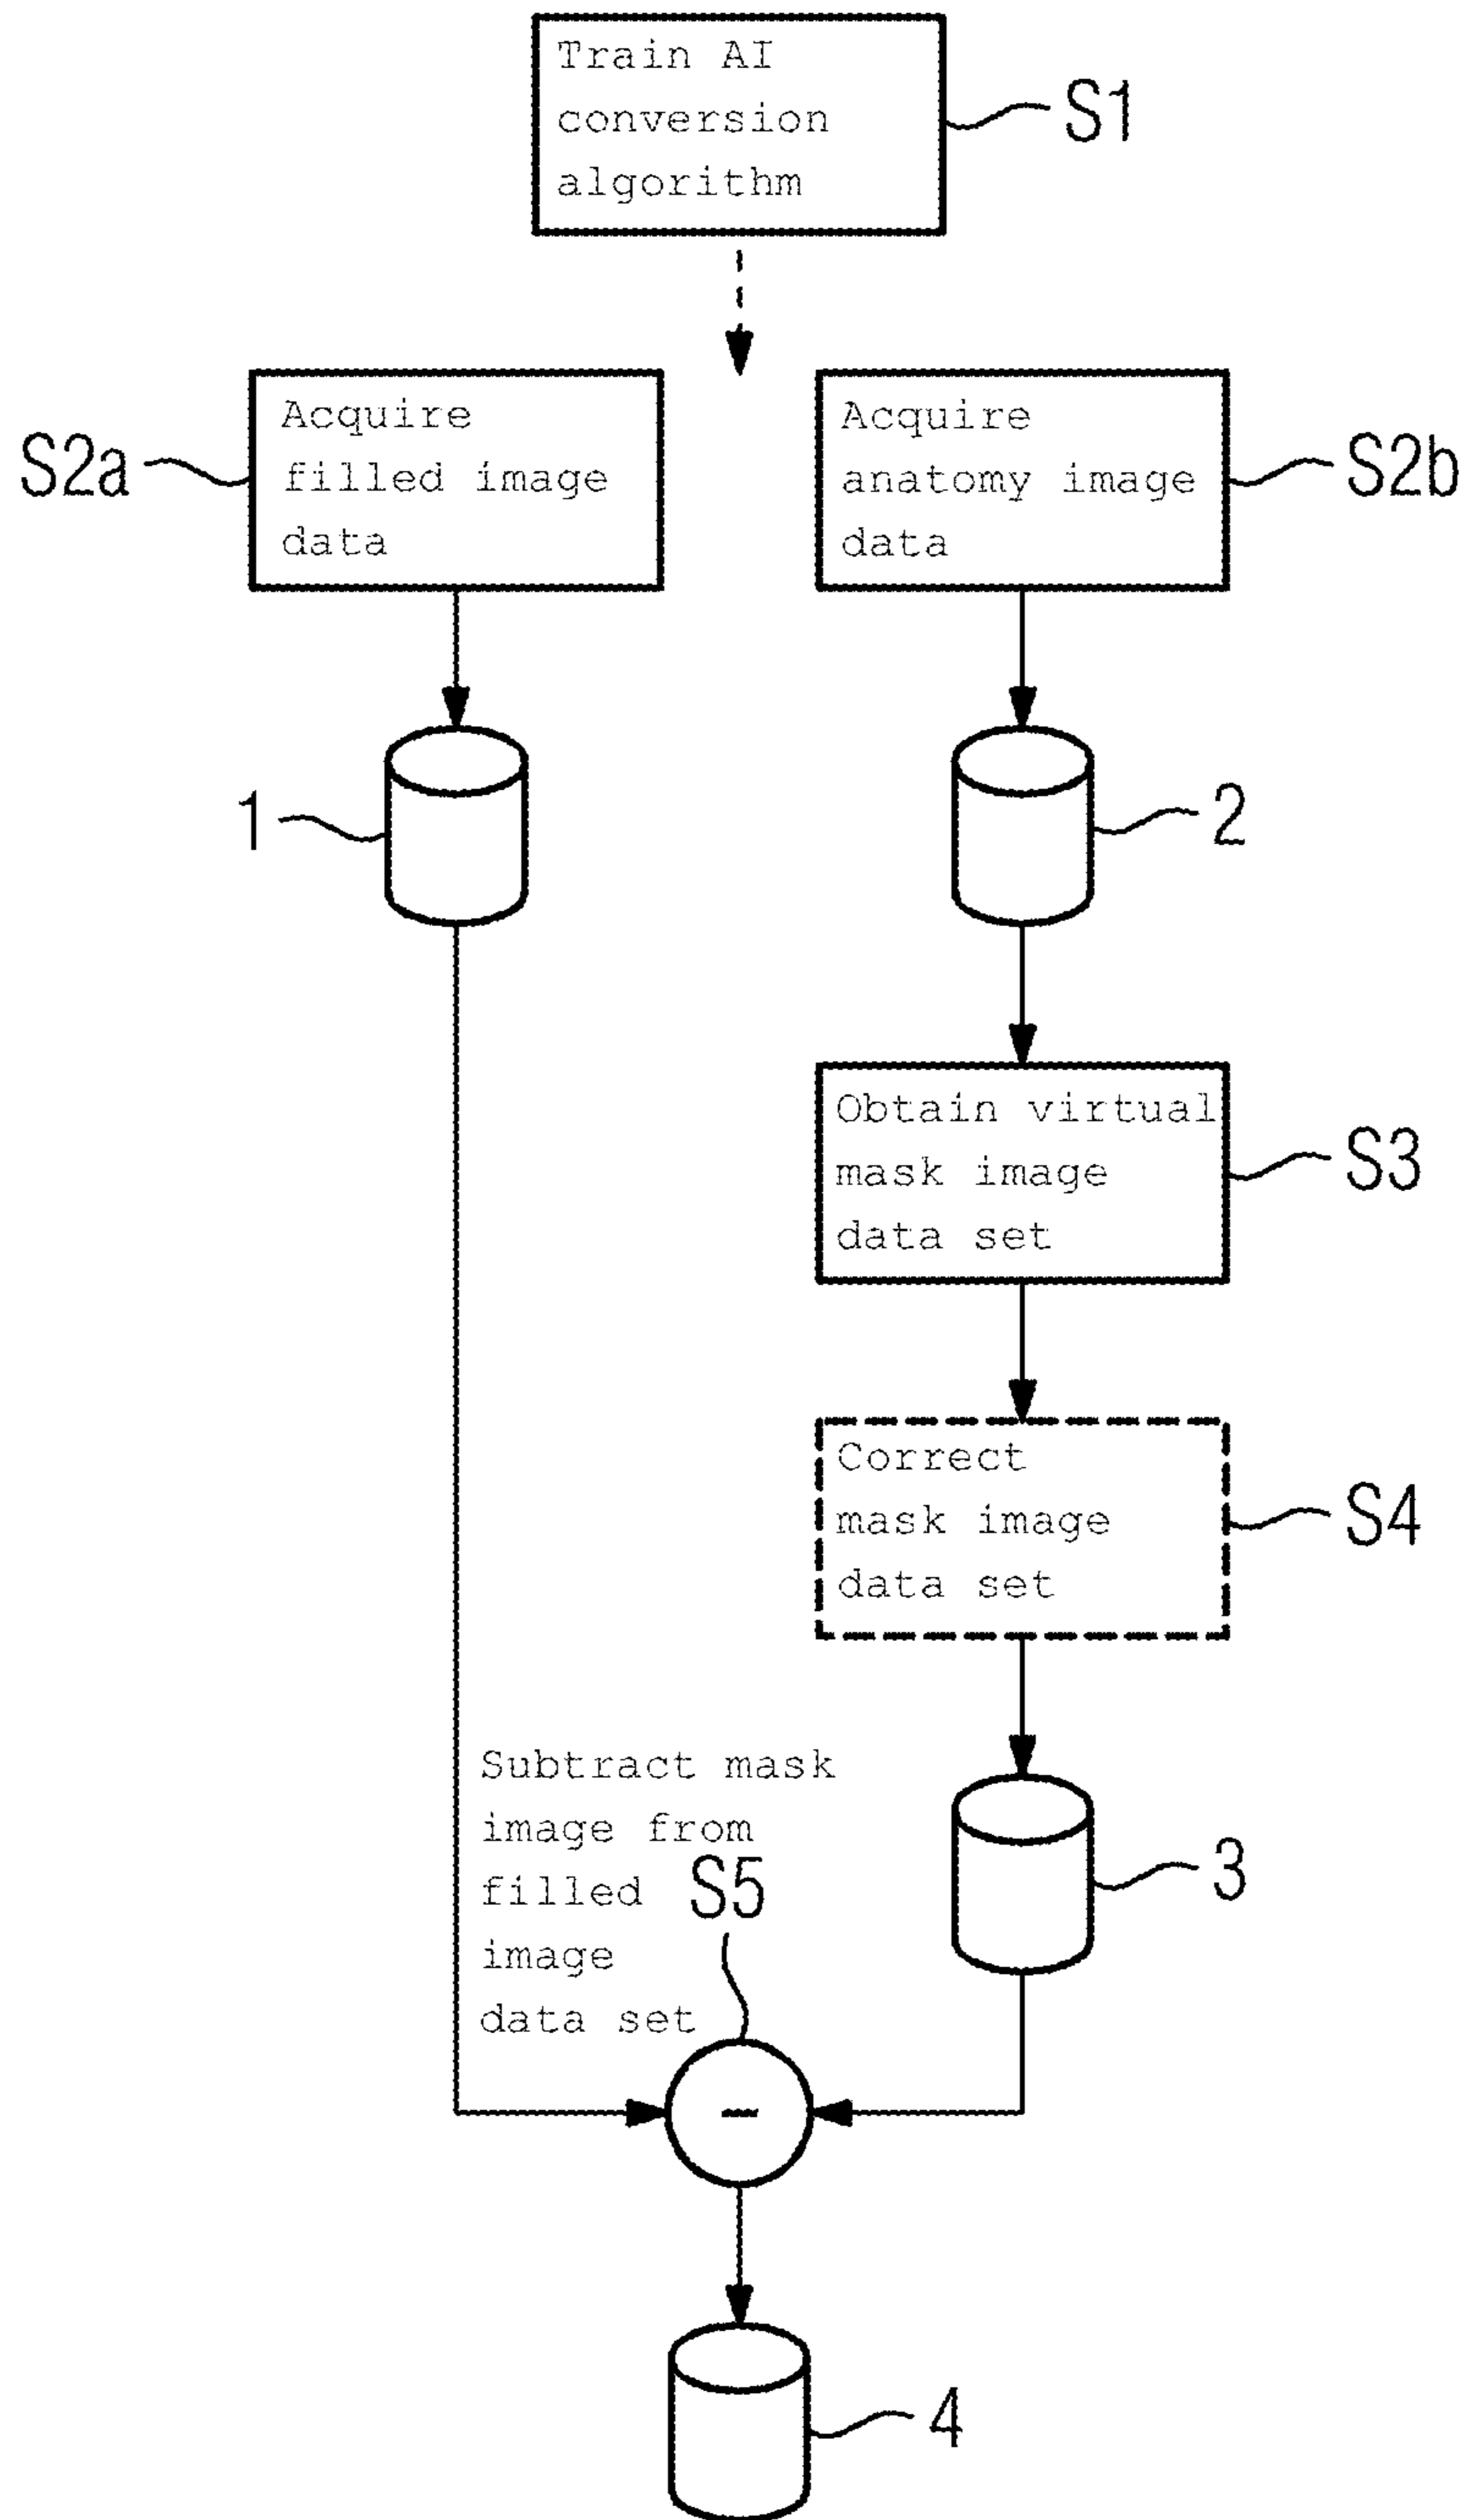 Train AI
conversion
algorithm
S1
S2a
Acquire
filled image
data
Acquire
anatomy image
data
S2b
1
2
Obtain virtual
mask image
data set
S3
Correct
mask image
data set
S4
Subtract mask
image from
filled
image
data set
S5
3
−
4